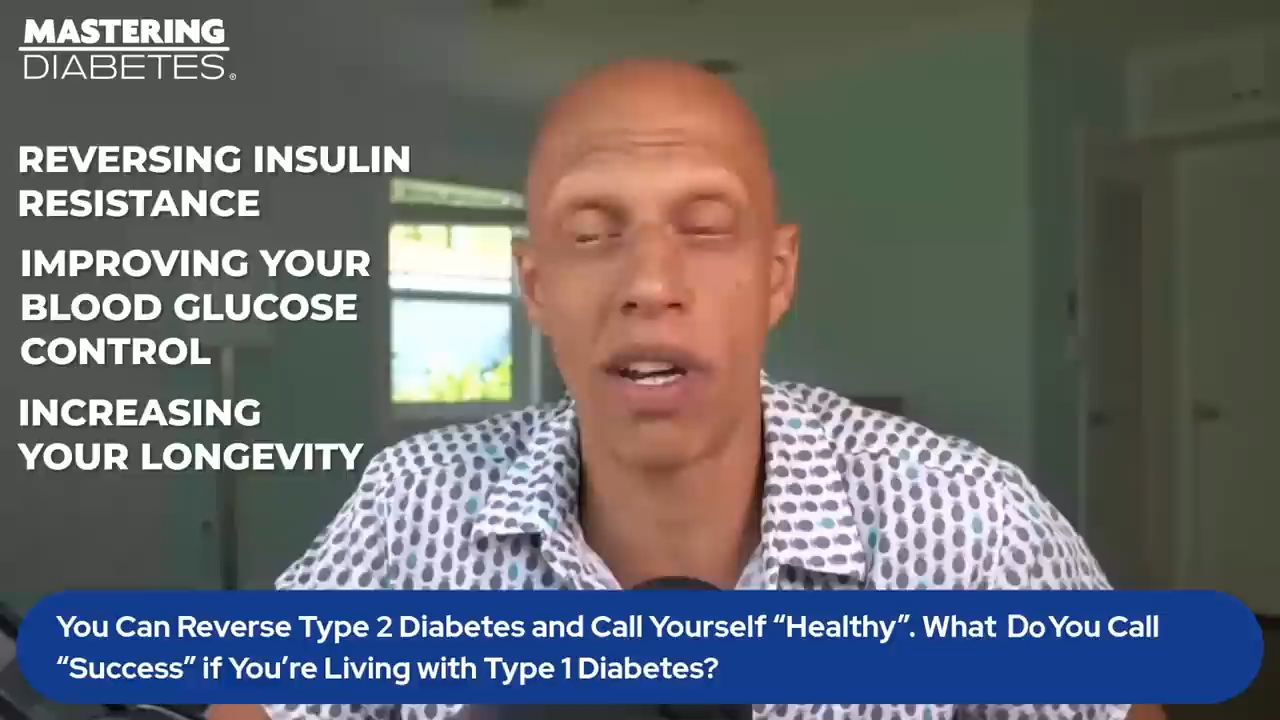 MASTERING
DIABETES®
REVERSING INSULIN
RESISTANCE
IMPROVING YOUR
BLOOD GLUCOSE
CONTROL
INCREASING
YOUR LONGEVITY
You Can Reverse Type 2 Diabetes and Call Yourself “Healthy”. What Do You Call
“Success” if You’re Living with Type 1 Diabetes?